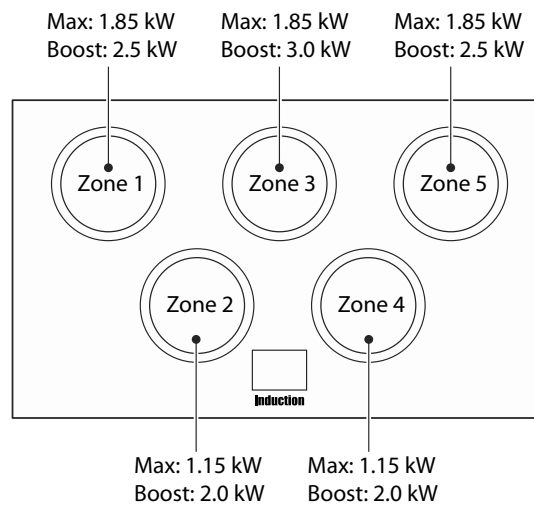 Max: 1.85 kW
Boost: 2.5 kW
Max: 1.85 kW
Boost: 3.0 kW
Max: 1.85 kW
Boost: 2.5 kW
Zone 1
Zone 3
Zone 5
Zone 2
Zone 4
Induction
Max: 1.15 kW
Boost: 2.0 kW
Max: 1.15 kW
Boost: 2.0 kW